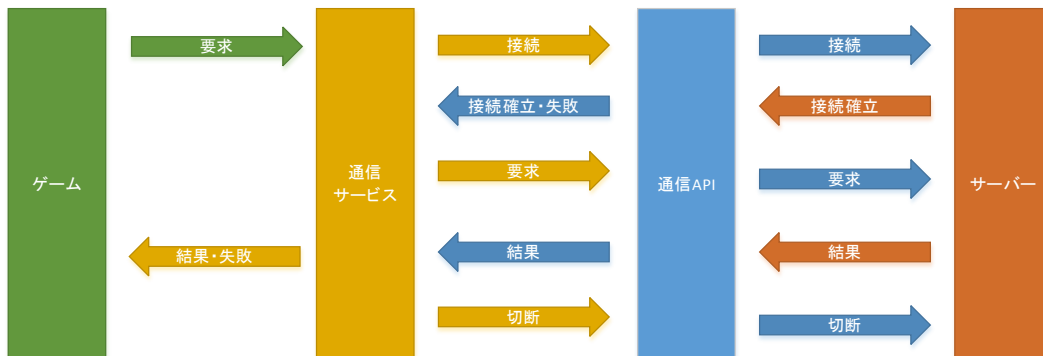 要求
接続
接続
接続確立・失敗
接続確立
ゲーム
通信
サービス
要求
通信API
要求
サーバー
結果・失敗
結果
結果
切断
切断